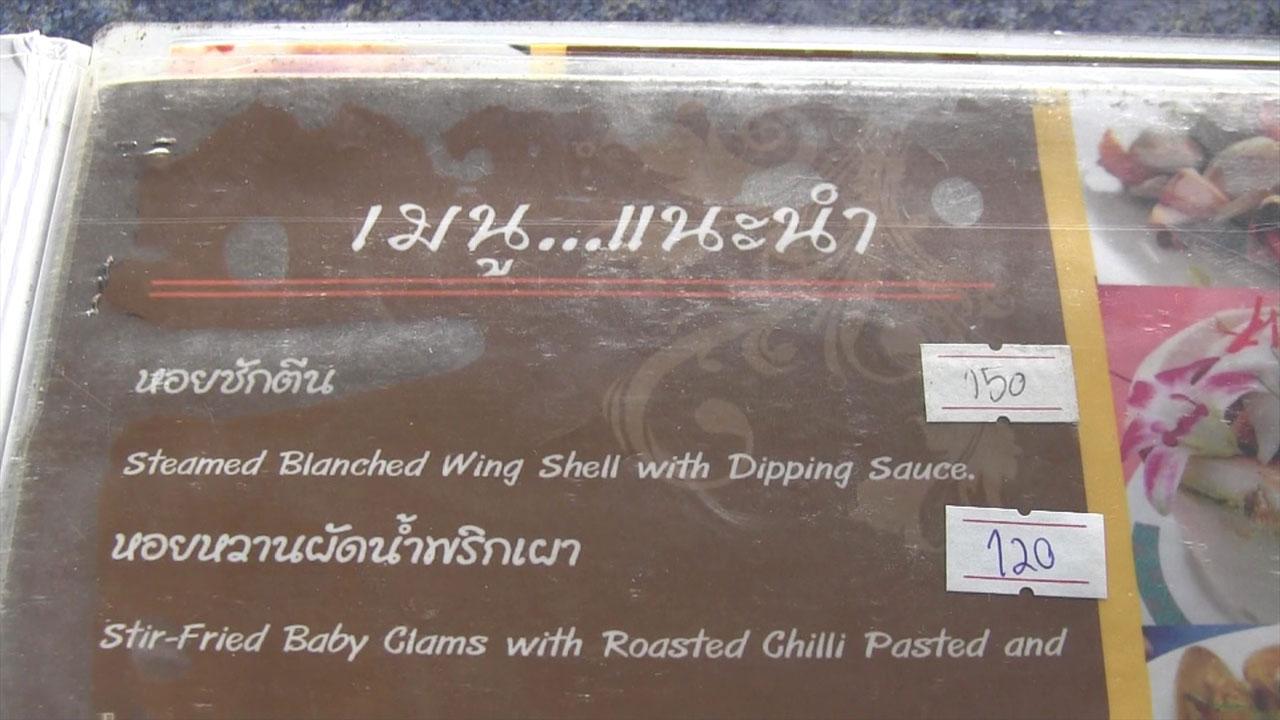 เมนู...แนะนำ
หอยชักตีน
150
Steamed Blanched Wing Shell with Dipping Sauce.
หอยหวานผัดน้ำพริกเผา
120
Stir-Fried Baby Clams with Roasted Chilli Pasted and